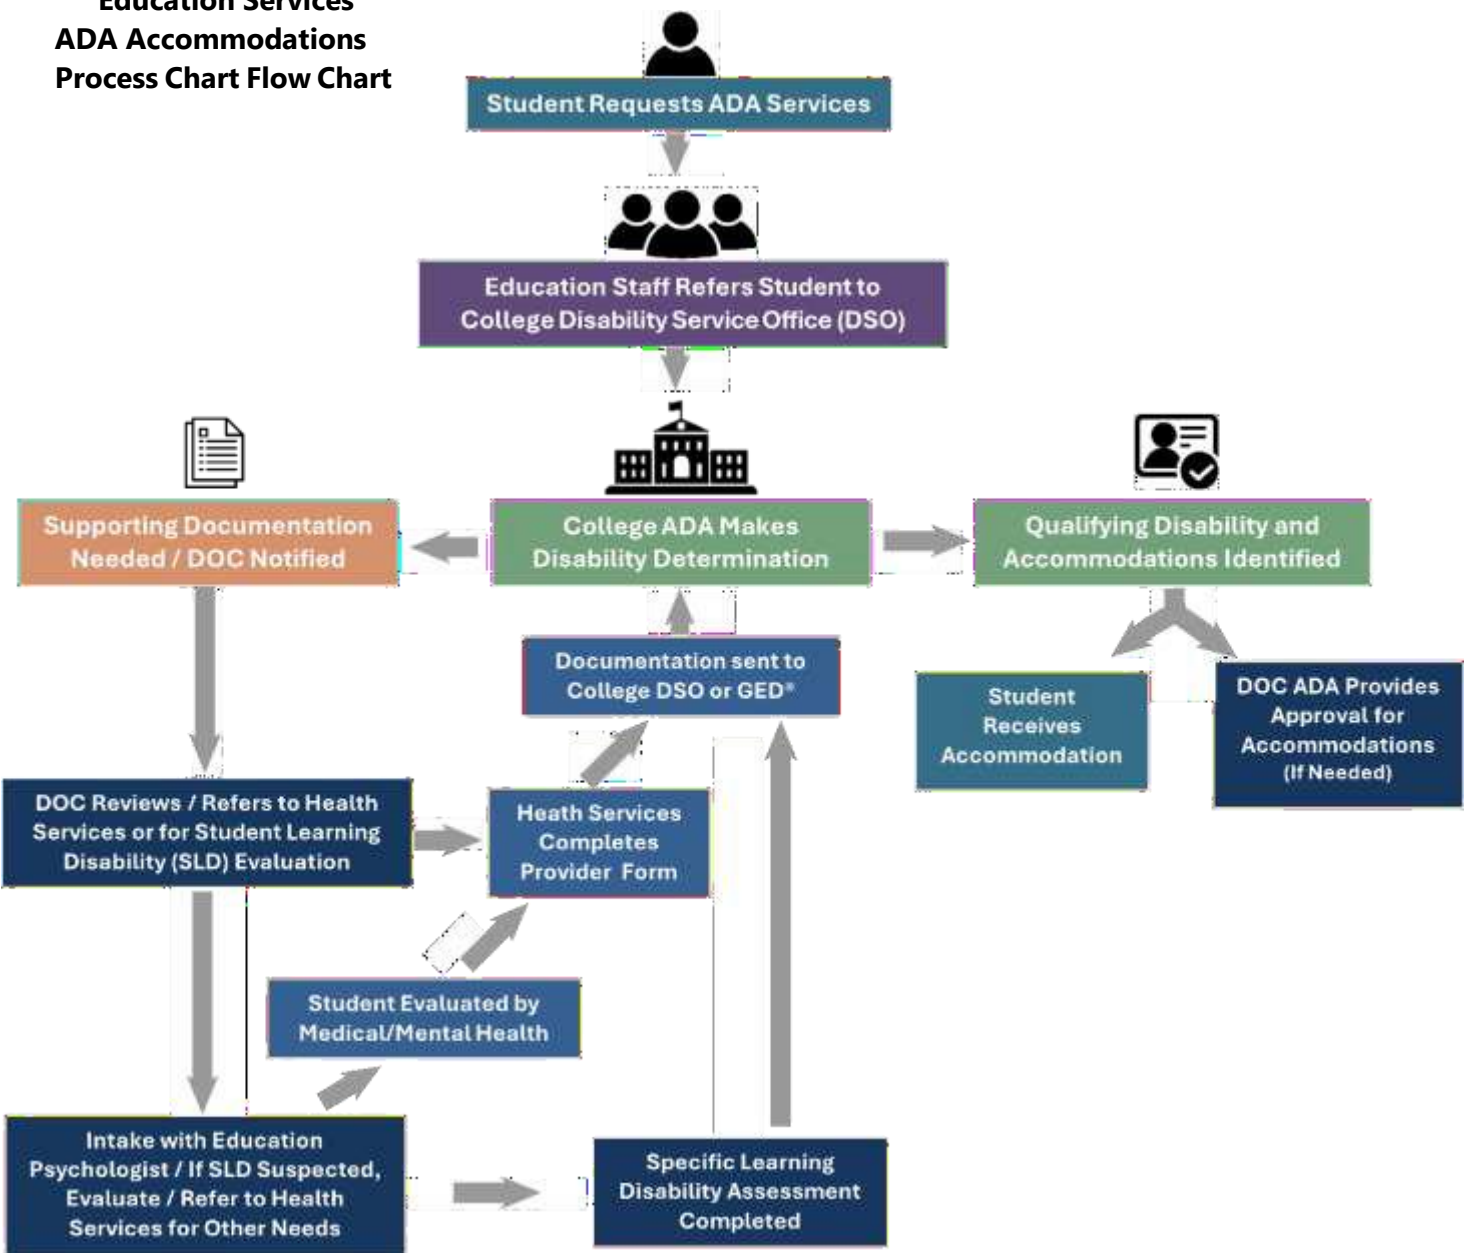 Education Services
ADA Accommodations
Process Chart Flow Chart
Student Requests ADA Services
Education Staff Refers Student to
College Disability Service Office (DSO)
Supporting Documentation
Needed / DOC Notified
College ADA Makes
Disability Determination
Qualifying Disability and
Accommodations Identified
Documentation sent to
College DSO or GED®
Student
Receives
Accommodation
DOC ADA Provides
Approval for
Accommodations
(If Needed)
DOC Reviews / Refers to Health
Services or for Student Learning
Disability (SLD) Evaluation
Heath Services
Completes
Provider Form
Student Evaluated by
Medical/Mental Health
Intake with Education
Psychologist / If SLD Suspected,
Evaluate / Refer to Health
Services for Other Needs
Specific Learning
Disability Assessment
Completed